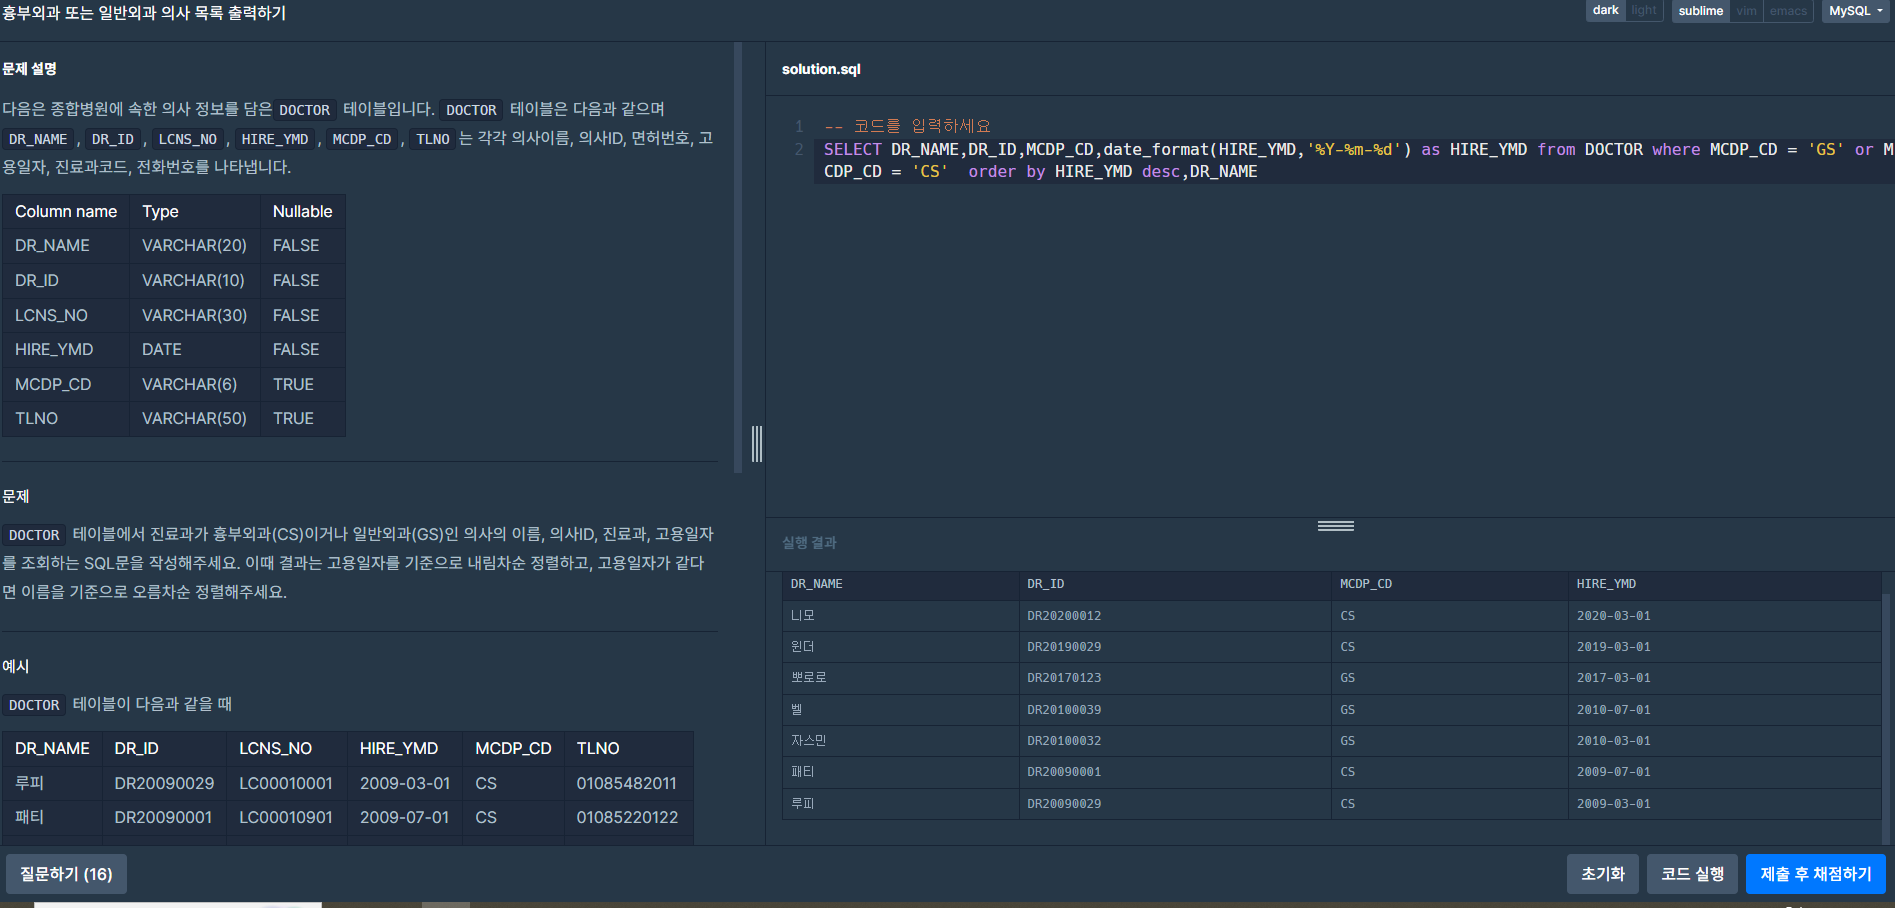 흉부외과 또는 일반외과 의사 목록 출력하기
dark light sublime vim emacs MySQL
문제 설명
다음은 종합병원에 속한 의사 정보를 담은 DOCTOR 테이블입니다. DOCTOR 테이블은 다음과 같으며
DR_NAME, DR_ID, LCNS_NO, HIRE_YMD, MCDP_CD, TLNO는 각각 의사이름, 의사ID, 면허번호, 고
용일자, 진료과코드, 전화번호를 나타냅니다.
Column name Type Nullable
DR_NAME VARCHAR(20) FALSE
DR_ID VARCHAR(10) FALSE
LCNS_NO VARCHAR(30) FALSE
HIRE_YMD DATE FALSE
MCDP_CD VARCHAR(6) TRUE
TLNO VARCHAR(50) TRUE
문제
DOCTOR 테이블에서 진료과가 흉부외과(CS)이거나 일반외과(GS)인 의사의 이름, 의사ID, 진료과, 고용일자
를 조회하는 SQL문을 작성해주세요. 이때 결과는 고용일자를 기준으로 내림차순 정렬하고, 고용일자가 같다
면 이름을 기준으로 오름차순 정렬해주세요.
예시
DOCTOR 테이블이 다음과 같을 때
DR_NAME DR_ID LCNS_NO HIRE_YMD MCDP_CD TLNO
루피 DR20090029 LC00010001 2009-03-01 CS 01085482011
패티 DR20090001 LC00010901 2009-07-01 CS 01085220122
solution.sql
1 -- 코드를 입력하세요
2 SELECT DR_NAME,DR_ID,MCDP_CD,date_format(HIRE_YMD,'%Y-%m-%d') as HIRE_YMD from DOCTOR where MCDP_CD = 'GS' or M
CDP_CD = 'CS'  order by HIRE_YMD desc,DR_NAME
실행 결과
DR_NAME DR_ID MCDP_CD HIRE_YMD
니모 DR20200012 CS 2020-03-01
윈더 DR20190029 CS 2019-03-01
뽀로로 DR20170123 GS 2017-03-01
벨 DR20100039 GS 2010-07-01
자스민 DR20100032 GS 2010-03-01
패티 DR20090001 CS 2009-07-01
루피 DR20090029 CS 2009-03-01
질문하기 (16) 초기화 코드 실행 제출 후 채점하기